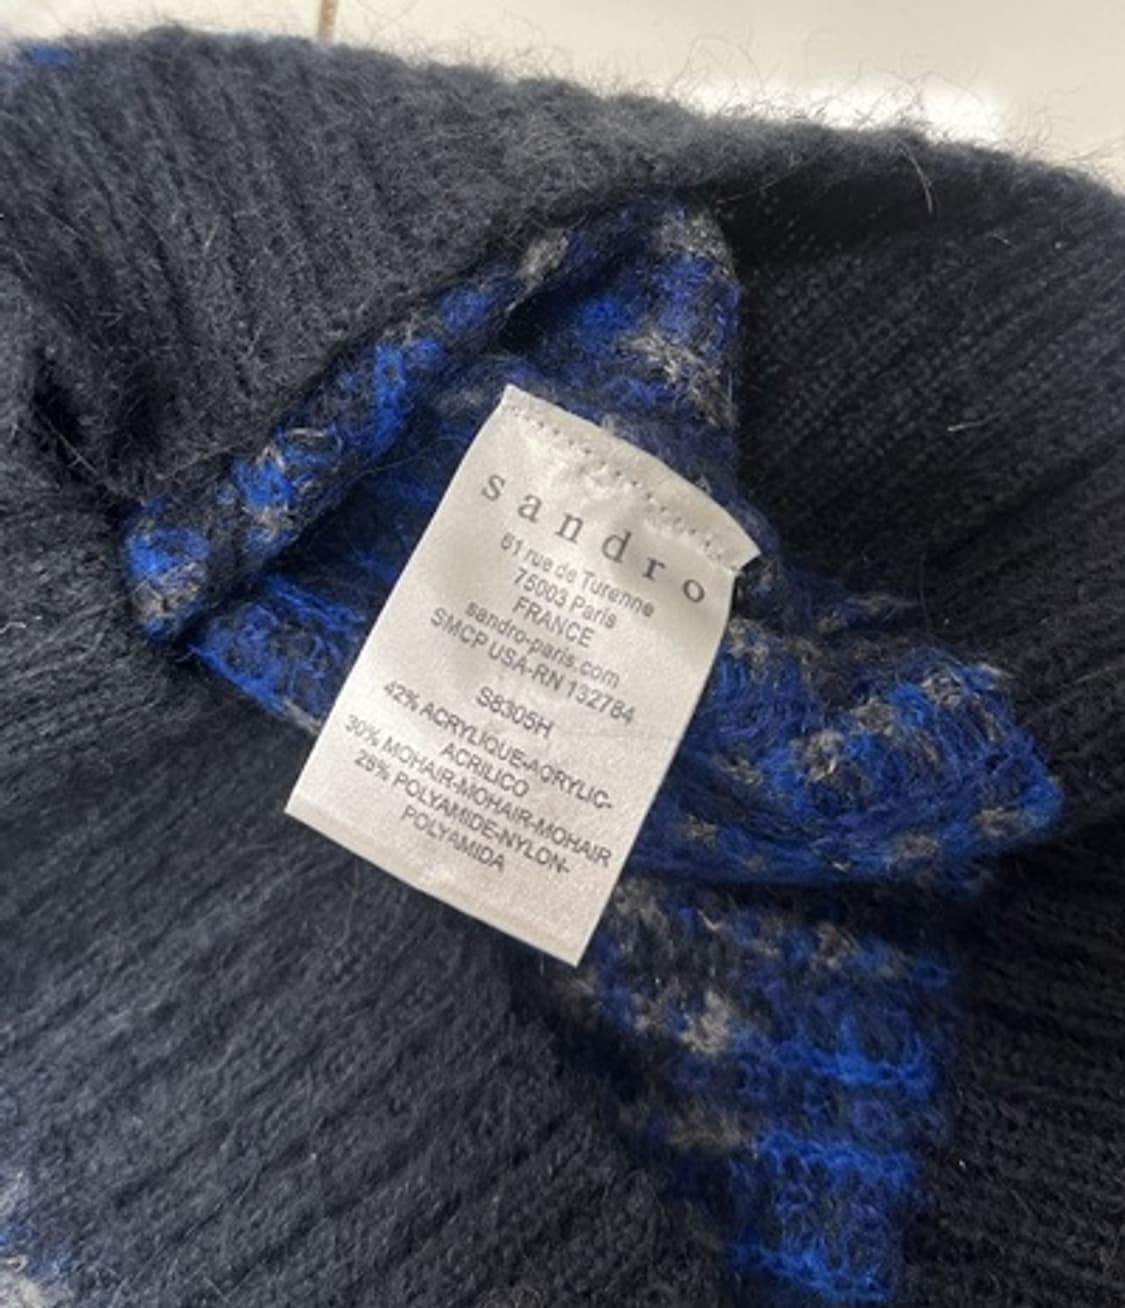 sandro
61 rue de Turenne
75003 Paris
FRANCE
sandro-paris.com
SMCP USA-RN 132784
S8305H
42% ACRYLIQUE-ACRYLIC-
ACRILICO
30% MOHAIR-MOHAIR-MOHAIR
28% POLYAMIDE-NYLON-
POLYAMIDA